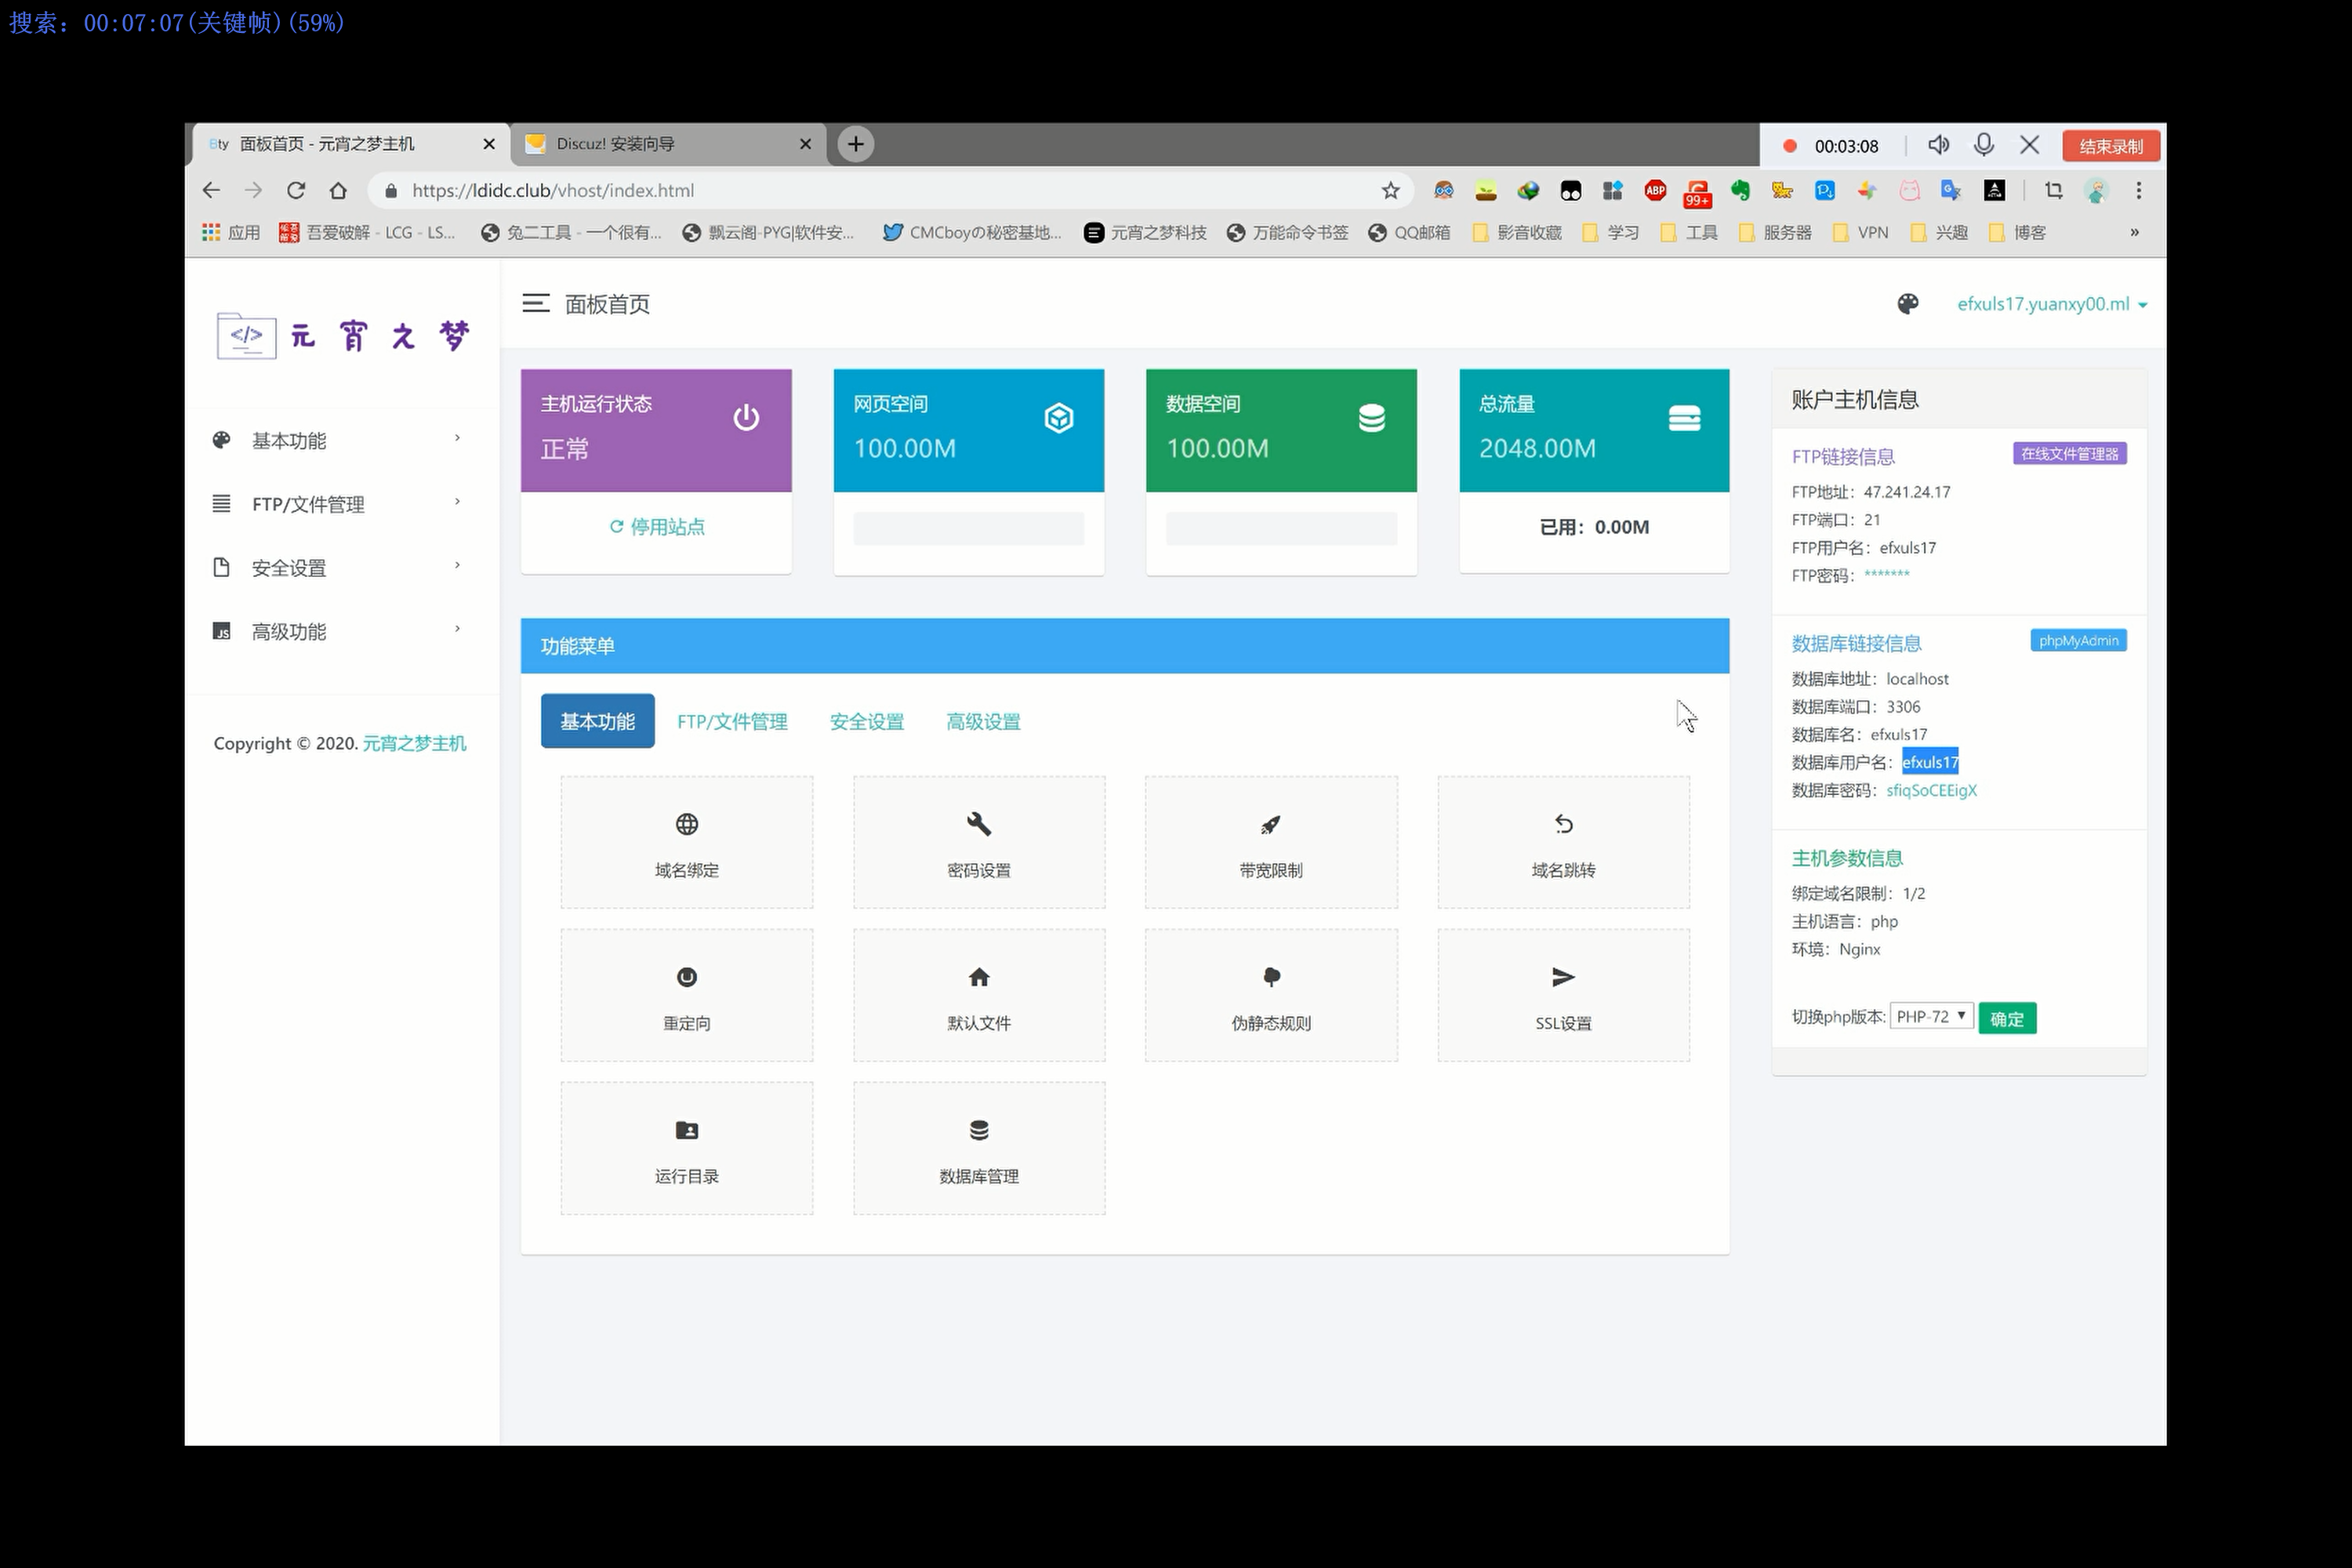 搜索: 00:07:07(关键帧)(59%)
Bty 面板首页 - 元宵之梦主机
Discuz! 安装向导
00:03:08
结束录制
https://ldidc.club/vhost/index.html
ABP
99+
应用
吾爱破解 - LCG - LS...
兔二工具 - 一个很有...
飘云阁-PYG|软件安...
CMCboyの秘密基地...
元宵之梦科技
万能命令书签
QQ邮箱
影音收藏
学习
工具
服务器
VPN
兴趣
博客
»
</> 元宵之梦
面板首页
efxuls17.yuanxy00.ml
基本功能
FTP/文件管理
安全设置
JS 高级功能
Copyright © 2020. 元宵之梦主机
主机运行状态
正常
停用站点
网页空间
100.00M
数据空间
100.00M
总流量
2048.00M
已用：0.00M
功能菜单
基本功能
FTP/文件管理
安全设置
高级设置
域名绑定
密码设置
带宽限制
域名跳转
重定向
默认文件
伪静态规则
SSL设置
运行目录
数据库管理
账户主机信息
FTP链接信息
在线文件管理器
FTP地址：47.241.24.17
FTP端口：21
FTP用户名：efxuls17
FTP密码：*******
数据库链接信息
phpMyAdmin
数据库地址：localhost
数据库端口：3306
数据库名：efxuls17
数据库用户名：efxuls17
数据库密码：sfiqSoCEEigX
主机参数信息
绑定域名限制：1/2
主机语言：php
环境：Nginx
切换php版本: PHP-72 确定